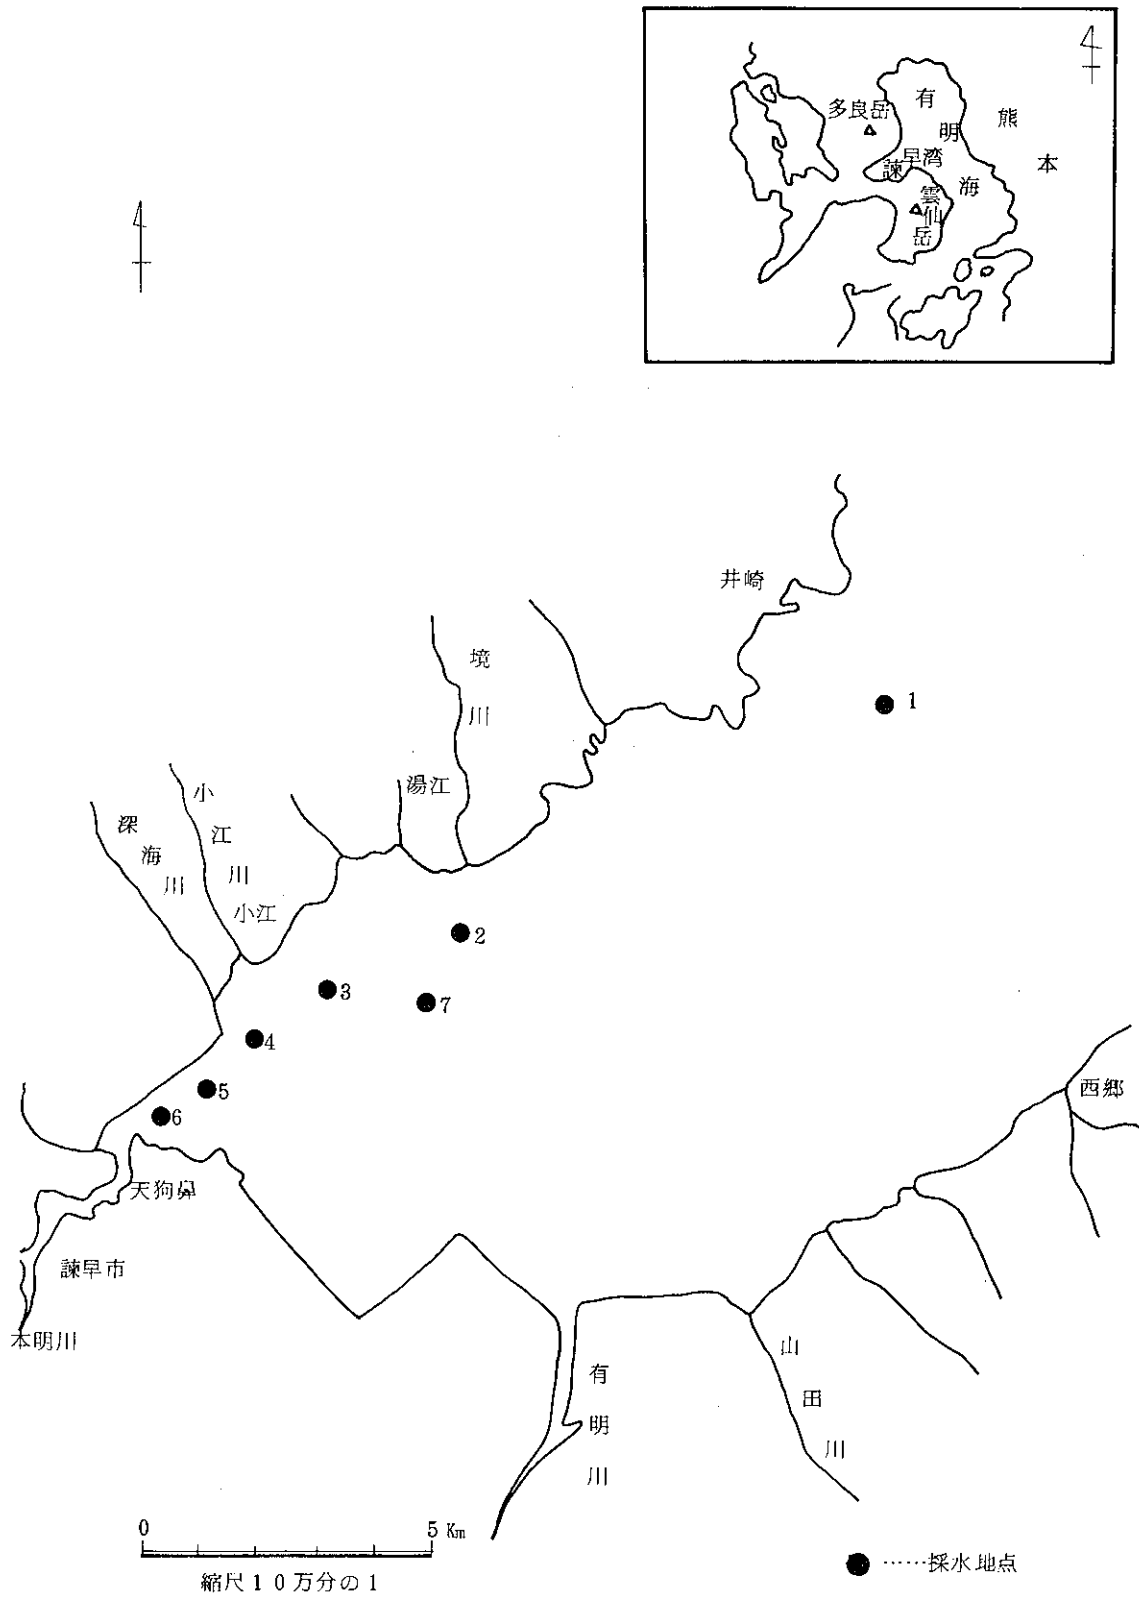 多良岳
有明海
熊本
諫早湾
雲仙岳
井崎
1
境川
湯江
小江川
深海川
小江
2
3
7
4
5
6
西郷
天狗鼻
諫早市
本明川
有明川
山田川
0 5 Km
縮尺10万分の1
●……採水地点